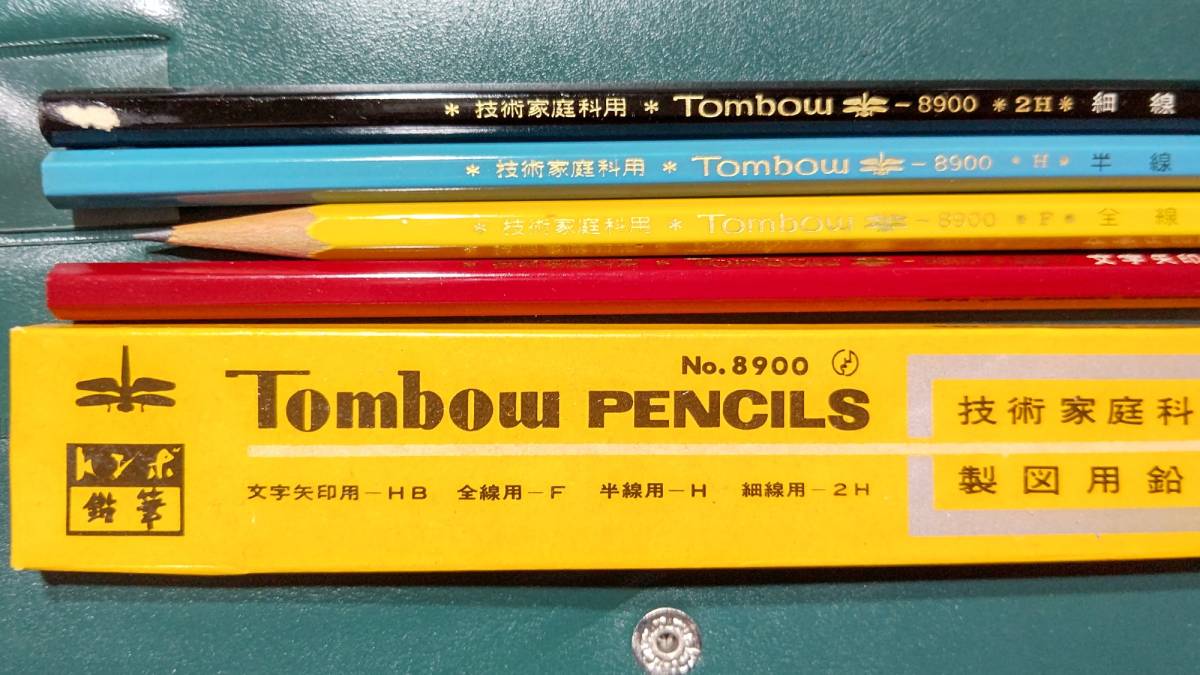 * 技術家庭科用 * Tombow -8900 *2H* 細線
* 技術家庭科用 * Tombow -8900 * H * 半線
* 技術家庭科用 * Tombow -8900 * F * 全線
文字矢印
No.8900
Tombow PENCILS
トンボ
鉛筆
文字矢印用-HB 全線用-F 半線用-H 細線用-2H
技術家庭科
製図用鉛